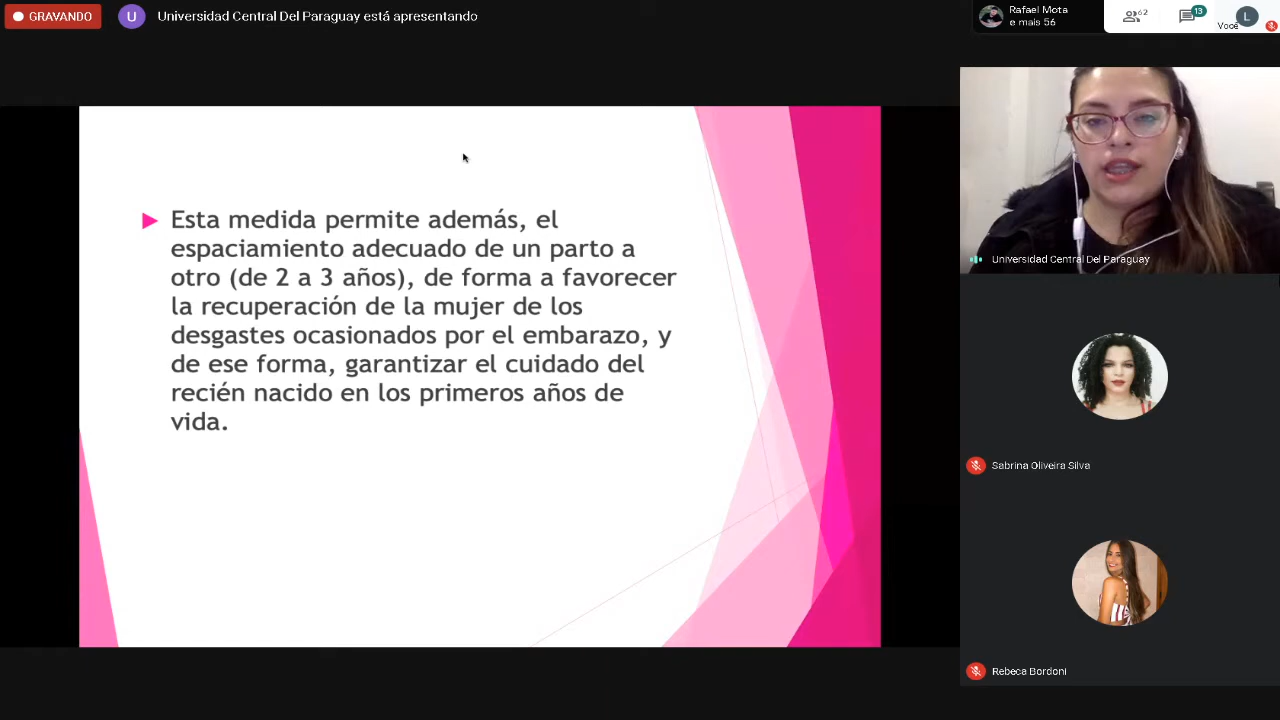 GRAVANDO
U
Universidad Central Del Paraguay está apresentando
Rafael Mota
e mais 56
62
13
Você
L
Esta medida permite además, el
espaciamiento adecuado de un parto a
otro (de 2 a 3 años), de forma a favorecer
la recuperación de la mujer de los
desgastes ocasionados por el embarazo, y
de ese forma, garantizar el cuidado del
recién nacido en los primeros años de
vida.
Universidad Central Del Paraguay
Sabrina Oliveira Silva
Rebeca Bordoni